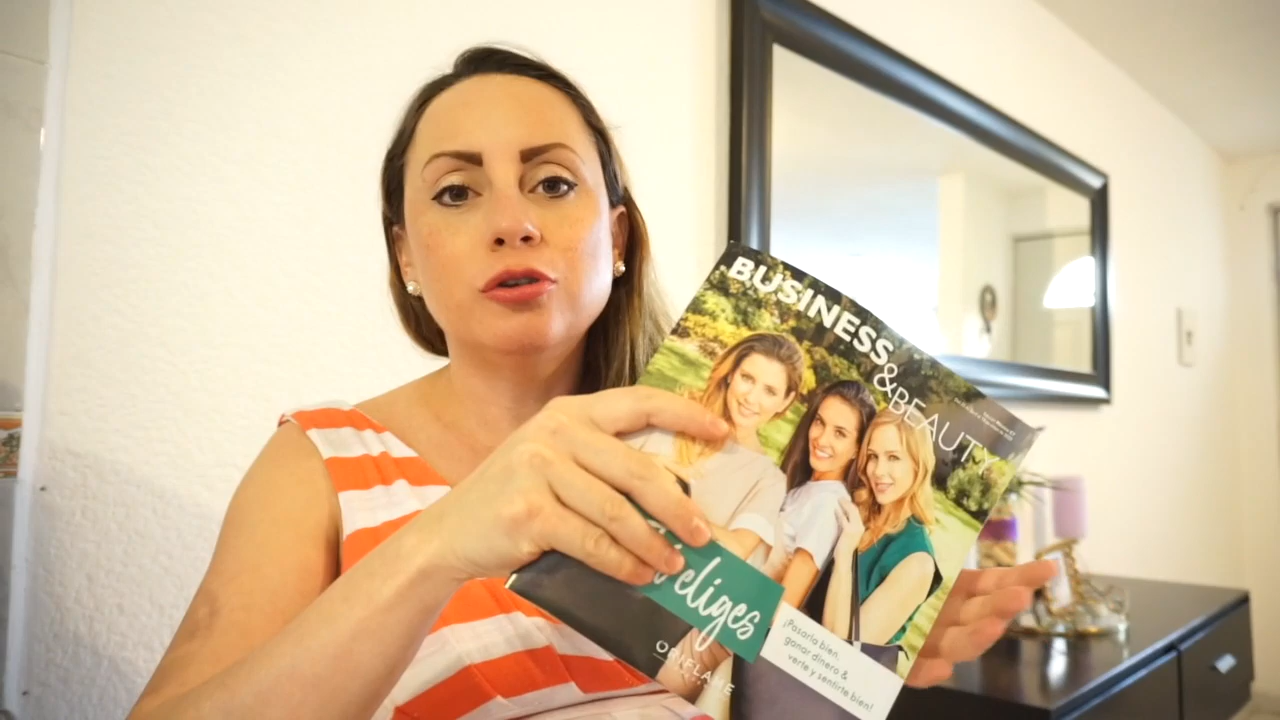 BUSINESS
&BEAUTY
eliges
ORIFLAME
¡Pasarla bien,
ganar dinero &
verte y sentirte bien!